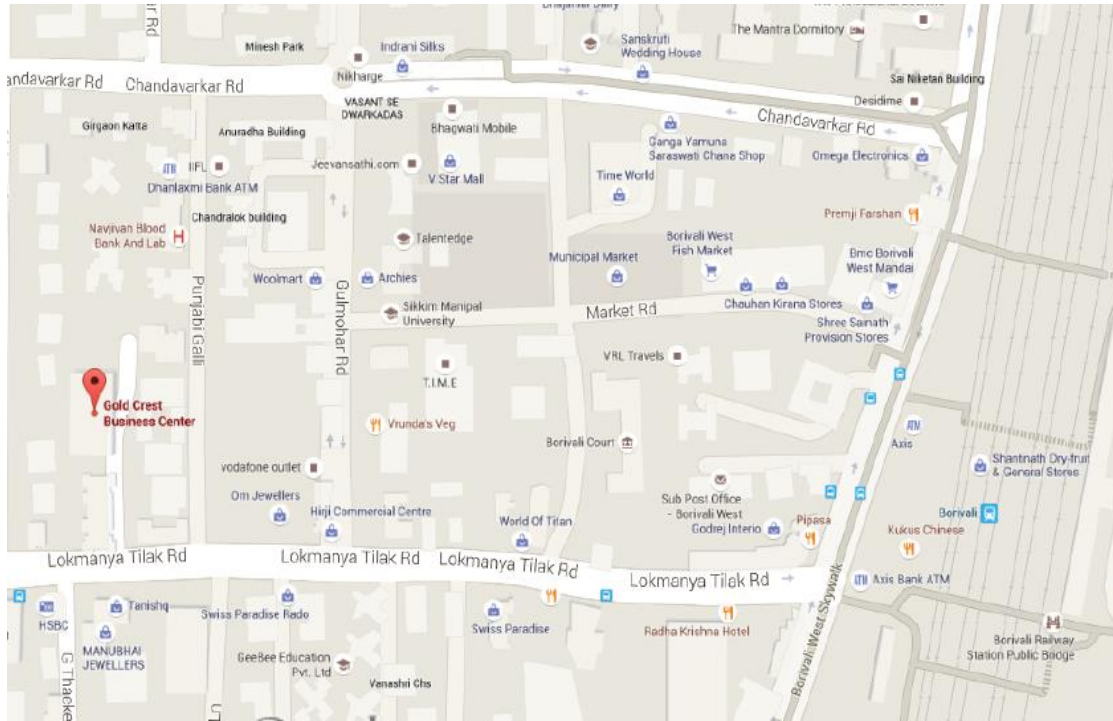 The Mantra Dormitory
Minesh Park
Indrani Silks
Sanskruti
Wedding House
Nikharge
Sai Niketan Building
andavarkar Rd
Chandavarkar Rd
VASANT SE
DWARKADAS
Desidime
Chandavarkar Rd
Girgaon Katta
Anuradha Building
Bhagwati Mobile
Ganga Yamuna
Saraswati Chana Shop
Omega Electronics
IIFL
ATM
Dhanlaxmi Bank ATM
Jeevansathi.com
V Star Mall
Time World
Premji Farshan
Chandralok building
Navjivan Blood
Bank And Lab
H
Talentedge
Borivali West
Fish Market
Municipal Market
Bmc Borivali
West Mandai
Woolmart
Archies
Chauhan Kirana Stores
Punjabi Galli
Gulmohar Rd
Sikkim Manipal
University
Market Rd
Shree Sainath
Provision Stores
T.I.M.E
VRL Travels
Gold Crest
Business Center
Vrunda's Veg
Borivali Court
ATM
Axis
vodafone outlet
Shantinath Dry-fruit
& General Stores
Om Jewellers
Hirji Commercial Centre
World Of Titan
Sub Post Office
- Borivali West
Godrej Interio
Pipasa
Borivali
Kukus Chinese
Lokmanya Tilak Rd
Lokmanya Tilak Rd
Lokmanya Tilak Rd
Lokmanya Tilak Rd
ATM
Axis Bank ATM
HSBC
Tanishq
Swiss Paradise Rado
Swiss Paradise
Radha Krishna Hotel
Borivali West Skywalk
Borivali Railway
Station Public Bridge
MANUBHAI
JEWELLERS
G Thacke
GeeBee Education
Pvt. Ltd
Vanashri Chs